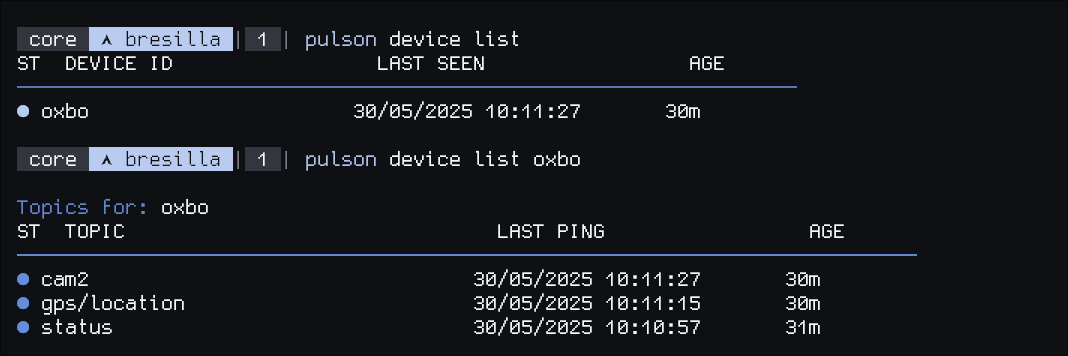 core bresilla | 1 | pulson device list
ST DEVICE ID LAST SEEN AGE
oxbo 30/05/2025 10:11:27 30m
core bresilla | 1 | pulson device list oxbo
Topics for: oxbo
ST TOPIC LAST PING AGE
cam2 30/05/2025 10:11:27 30m
gps/location 30/05/2025 10:11:15 30m
status 30/05/2025 10:10:57 31m